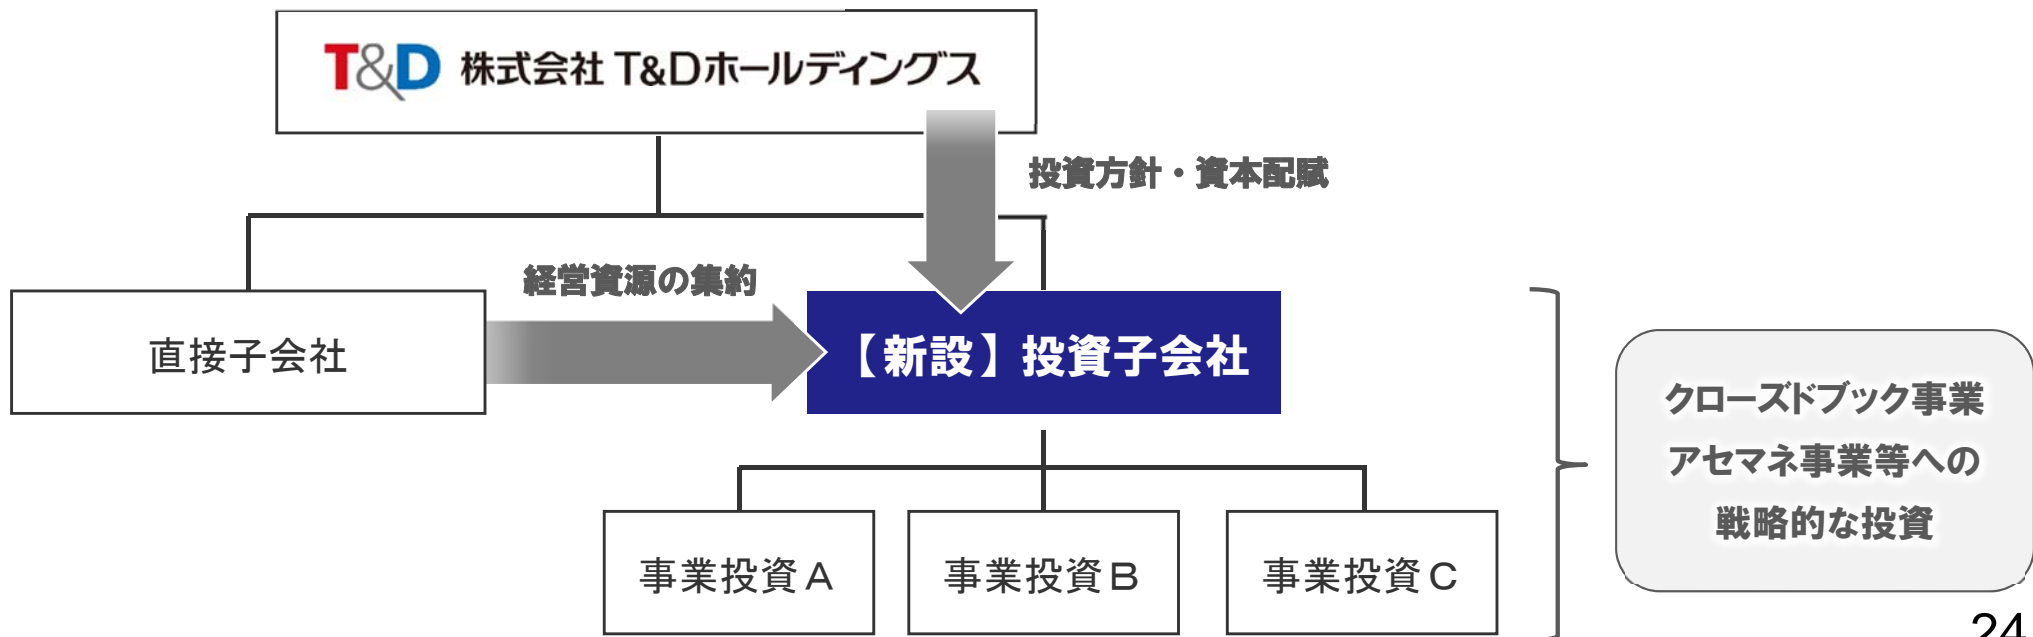 T&D 株式会社 T&Dホールディングス
投資方針・資本配賦
経営資源の集約
直接子会社
【新設】投資子会社
クローズドブック事業
アセマネ事業等への
戦略的な投資
事業投資A
事業投資B
事業投資C
24